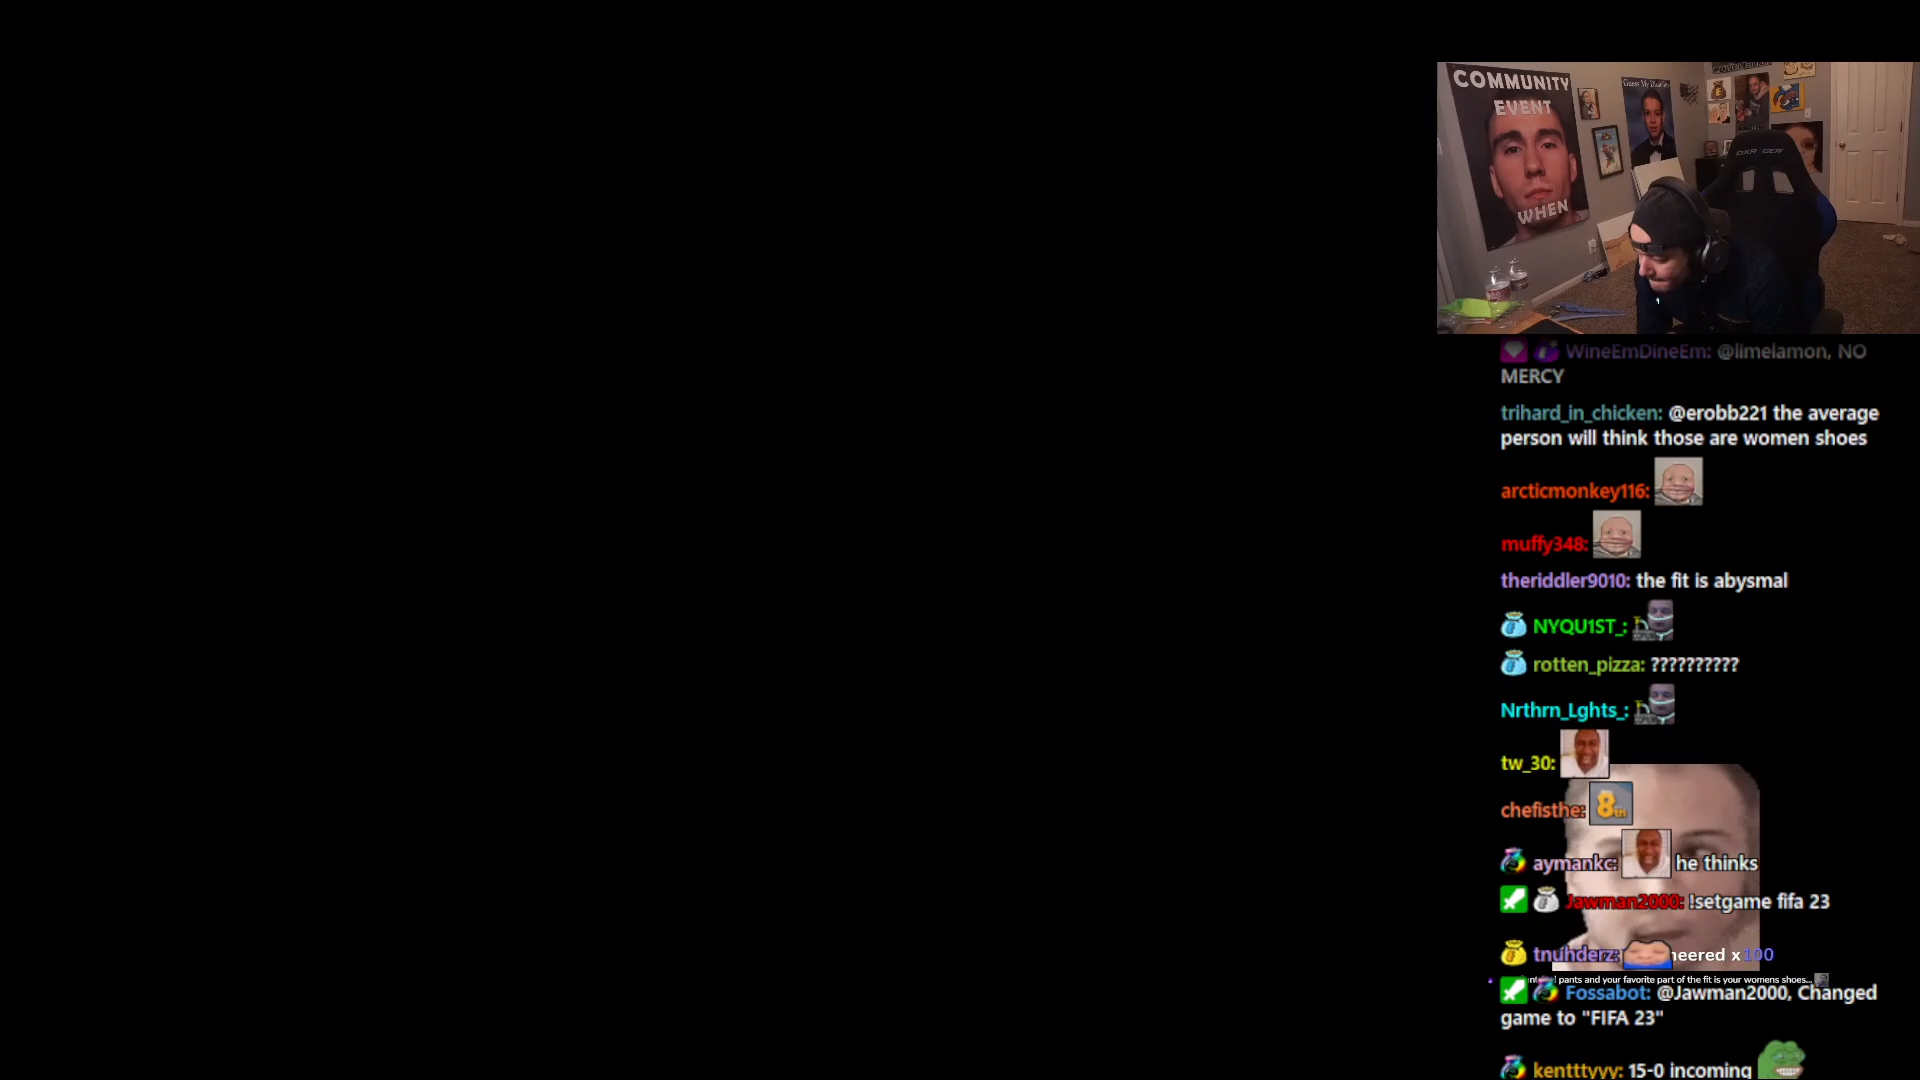 COMMUNITY
EVENT
WHEN
DXRACER
WineEmDineEm: @limelamon, NO
MERCY
trihard_in_chicken: @erobb221 the average
person will think those are women shoes
arcticmonkey116:
muffy348:
theriddler9010: the fit is abysmal
NYQU1ST_:
rotten_pizza: ??????????
Nrthrn_Lghts_:
tw_30:
chefisthe: 8th
aymankc: he thinks
Jawman2000: !setgame fifa 23
tnuhderz: heered x100
pants and your favorite part of the fit is your womens shoes...
Fossabot: @Jawman2000, Changed
game to "FIFA 23"
kentttyyy: 15-0 incoming